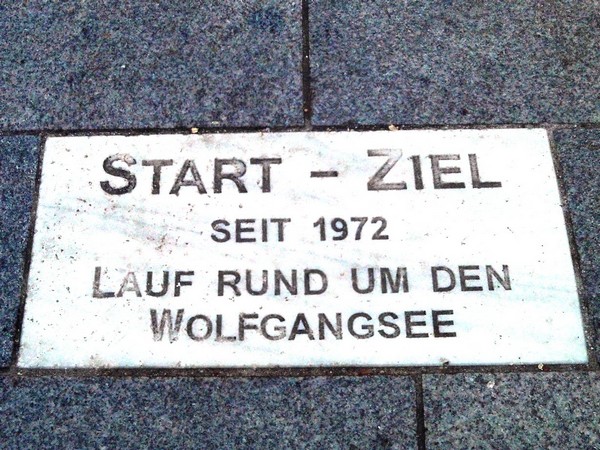 START – ZIEL
SEIT 1972
LAUF RUND UM DEN
WOLFGANGSEE